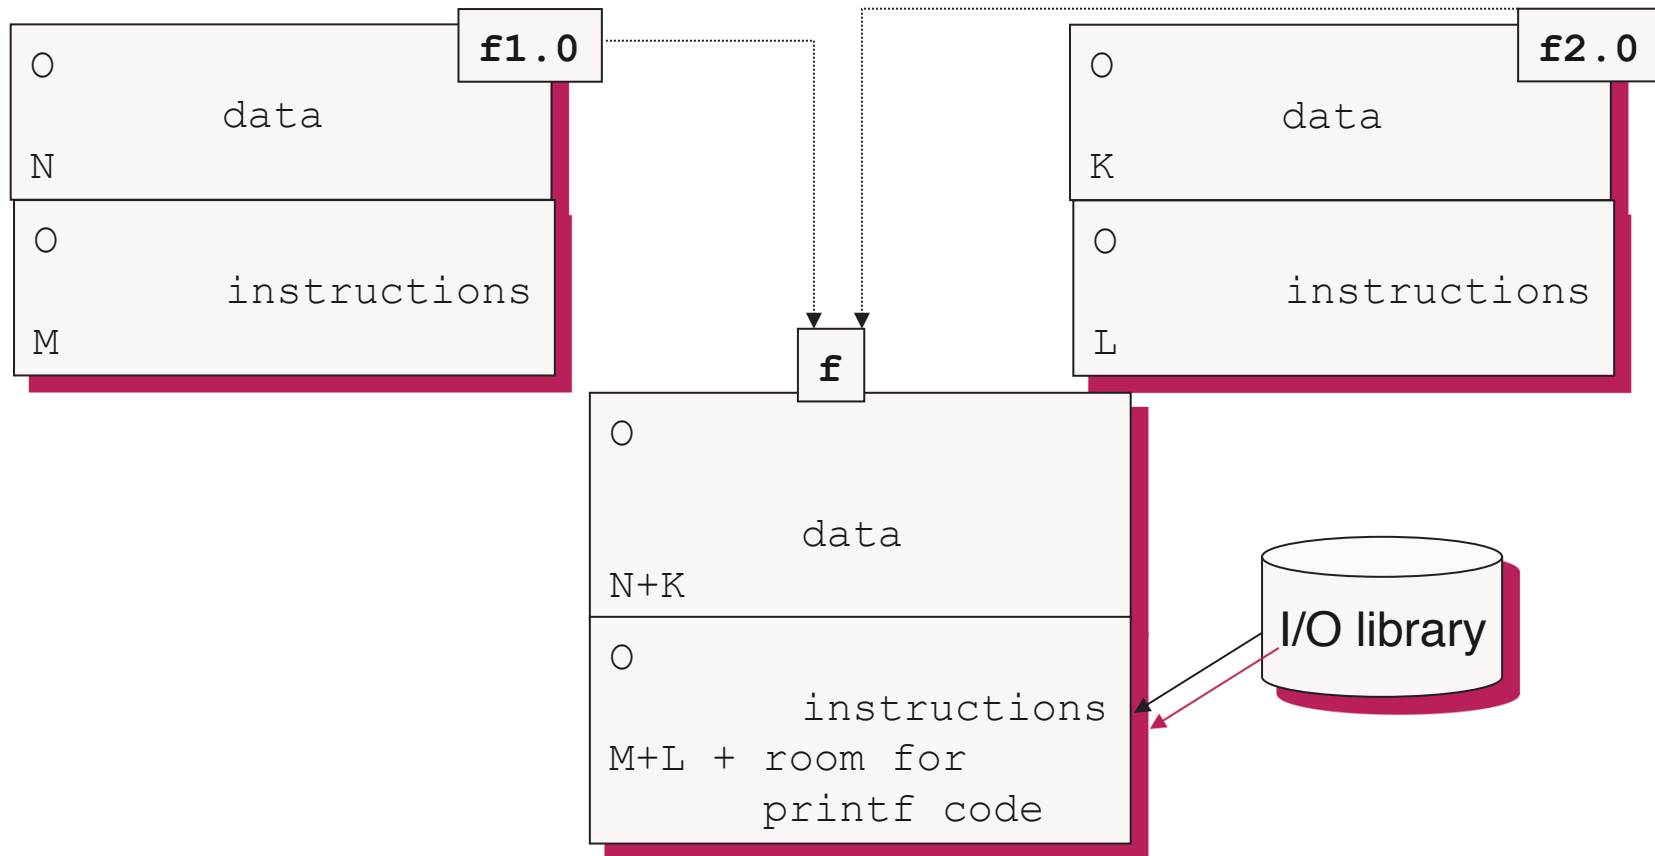 f1.0
O
data
N
O
instructions
M
f2.0
O
data
K
O
instructions
L
f
O
data
N+K
O
instructions
M+L + room for
printf code
I/O library